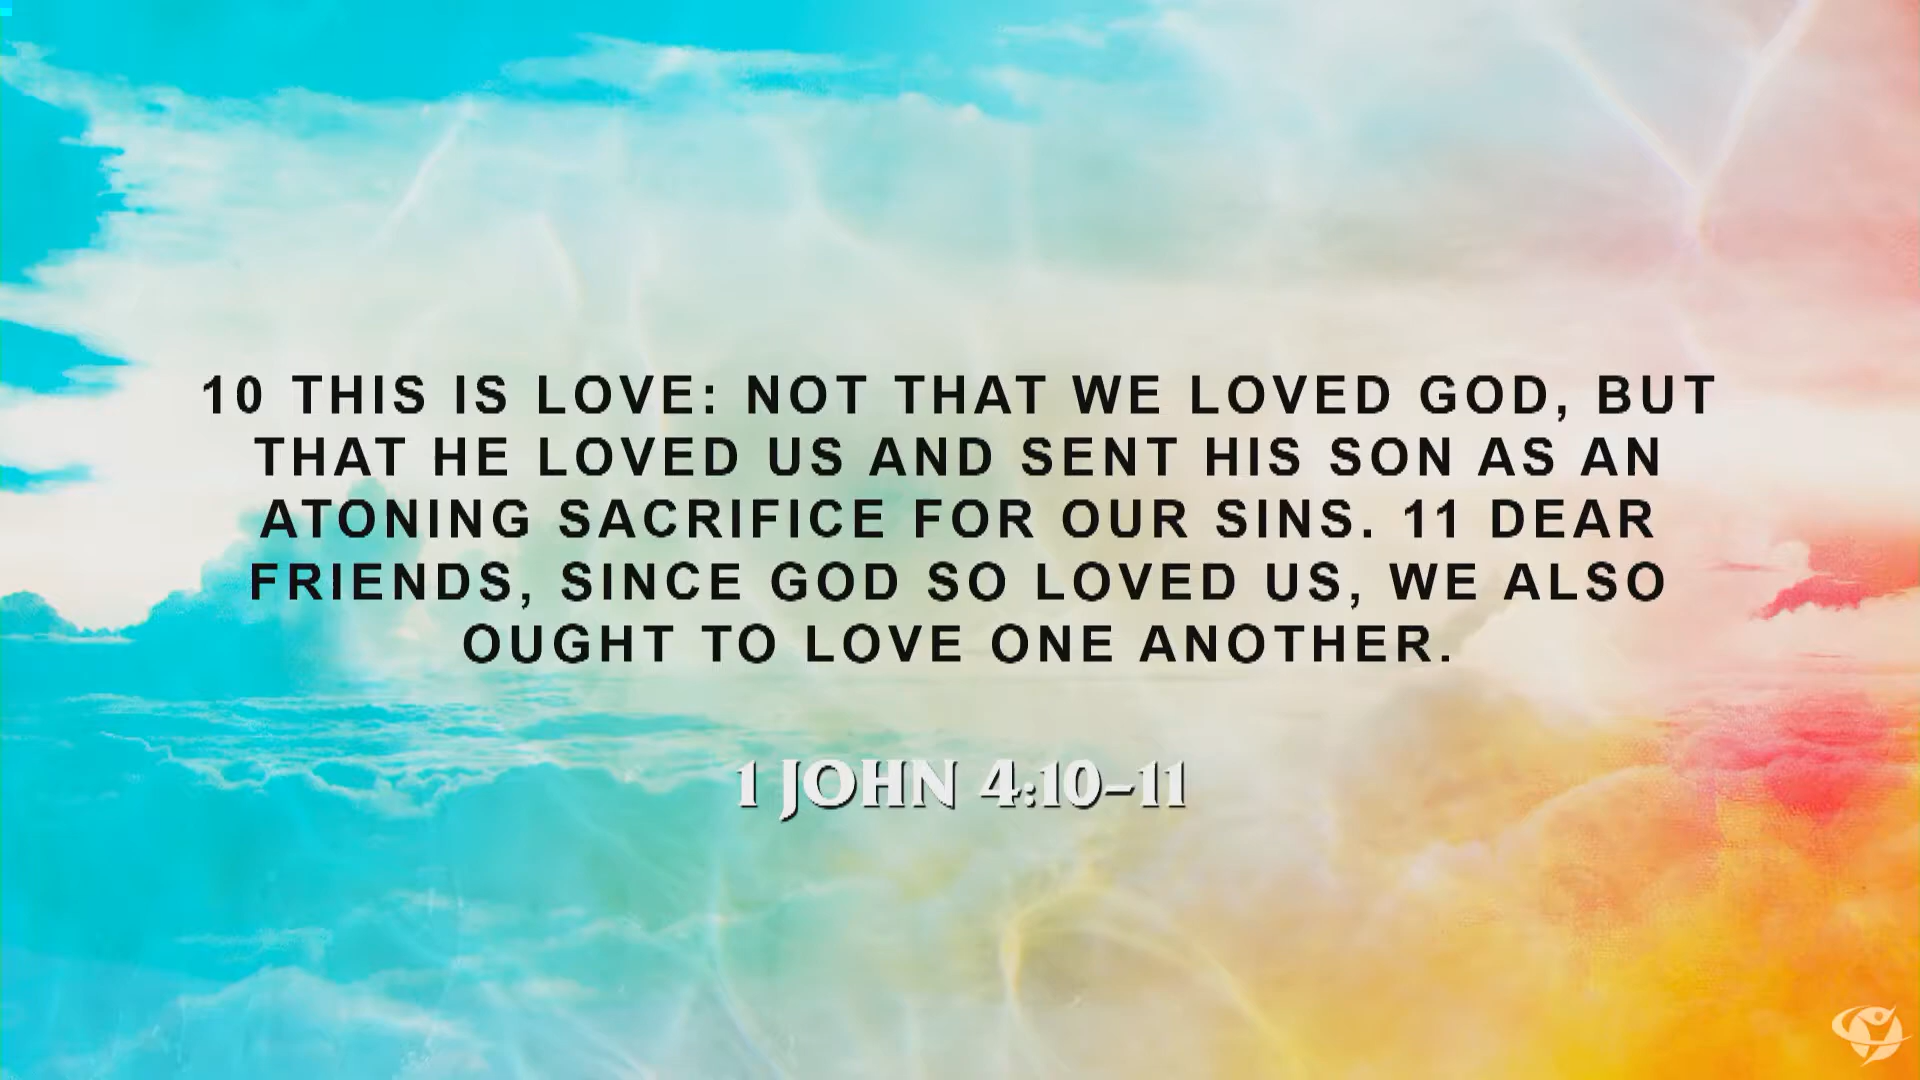 10 THIS IS LOVE: NOT THAT WE LOVED GOD, BUT
THAT HE LOVED US AND SENT HIS SON AS AN
ATONING SACRIFICE FOR OUR SINS. 11 DEAR
FRIENDS, SINCE GOD SO LOVED US, WE ALSO
OUGHT TO LOVE ONE ANOTHER.
1 JOHN 4:10–11